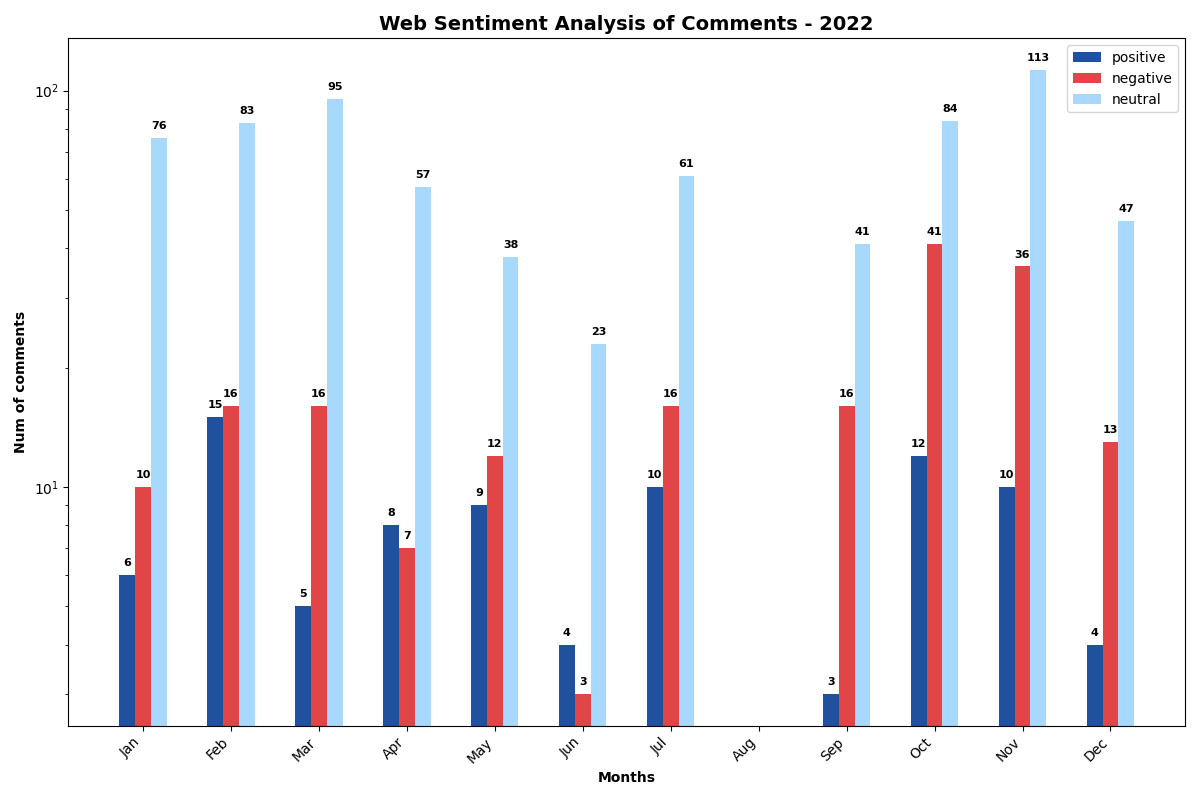 Web Sentiment Analysis of Comments - 2022
positive
negative
neutral
Num of comments
10²
10¹
6
10
76
15
16
83
5
16
95
8
7
57
9
12
38
4
3
23
10
16
61
3
16
41
12
41
84
10
36
113
4
13
47
Jan
Feb
Mar
Apr
May
Jun
Jul
Aug
Sep
Oct
Nov
Dec
Months